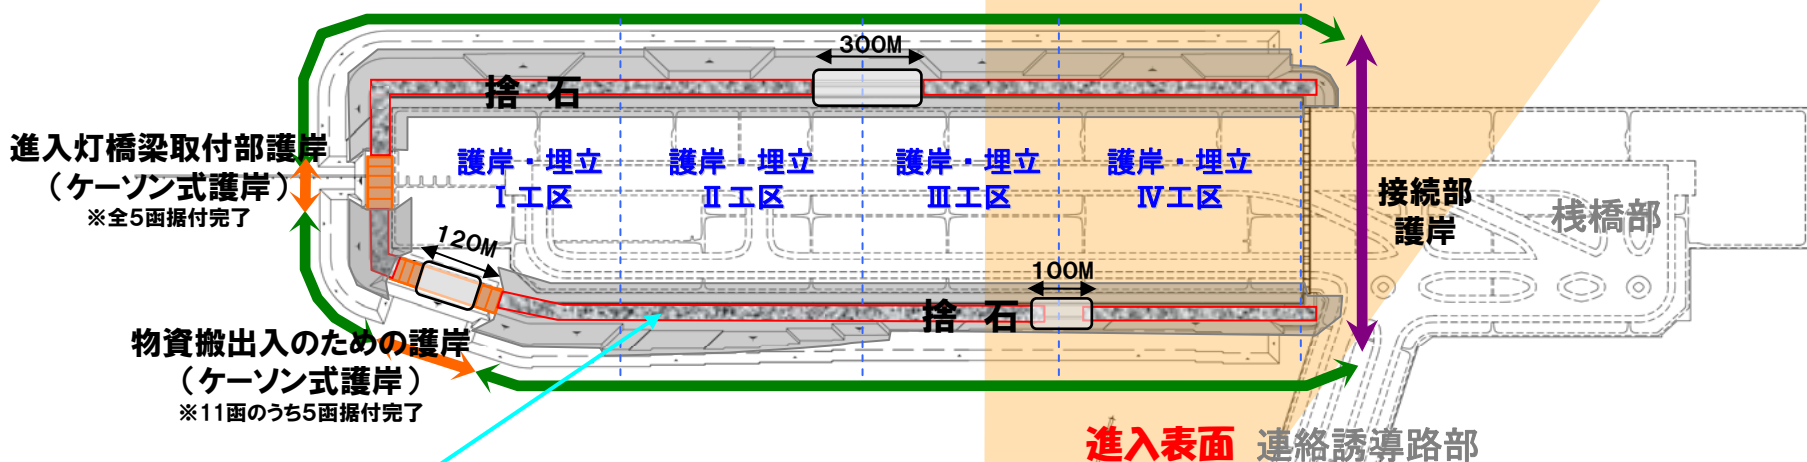 300M
捨 石
進入灯橋梁取付部護岸
（ケーソン式護岸）
※全5函据付完了
護岸・埋立
Ⅰ工区
護岸・埋立
Ⅱ工区
護岸・埋立
Ⅲ工区
護岸・埋立
Ⅳ工区
接続部
護岸
桟橋部
120M
100M
捨 石
物資搬出入のための護岸
（ケーソン式護岸）
※11函のうち5函据付完了
進入表面
連絡誘導路部